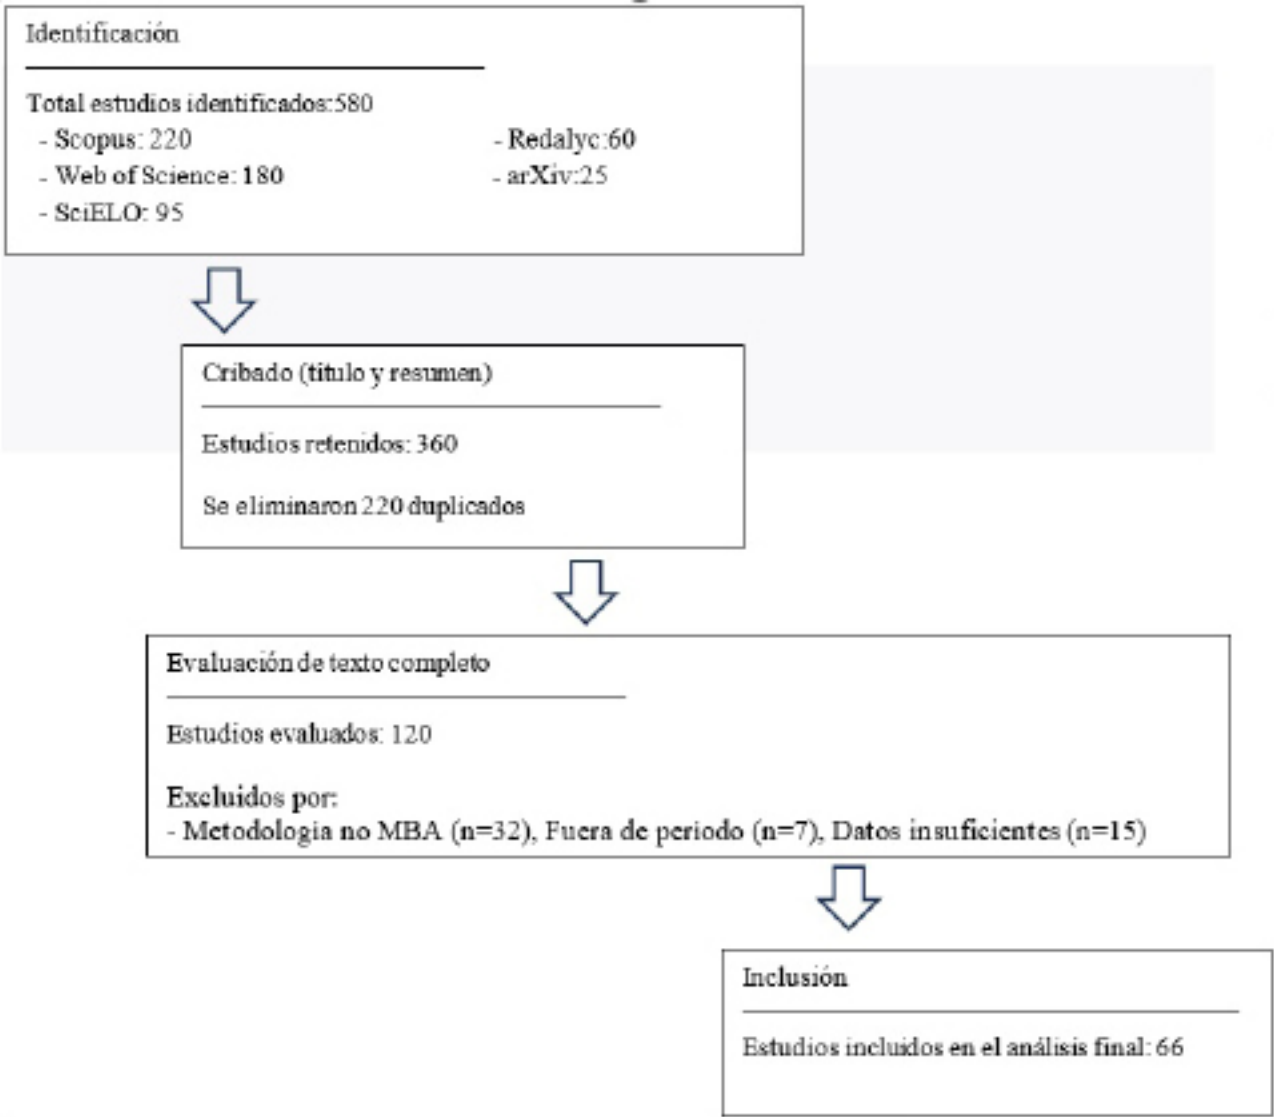 Identificación
Total estudios identificados:580
- Scopus: 220
- Redalyc:60
- Web of Science: 180
- arXiv:25
- SciELO: 95
Cribado (titulo y resumen)
Estudios retenidos: 360
Se eliminaron 220 duplicados
Evaluación de texto completo
Estudios evaluados: 120
Excluidos por:
- Metodologia no MBA (n=32), Fuera de periodo (n=7), Datos insuficientes (n=15)
Inclusión
Estudios incluidos en el análisis final: 66